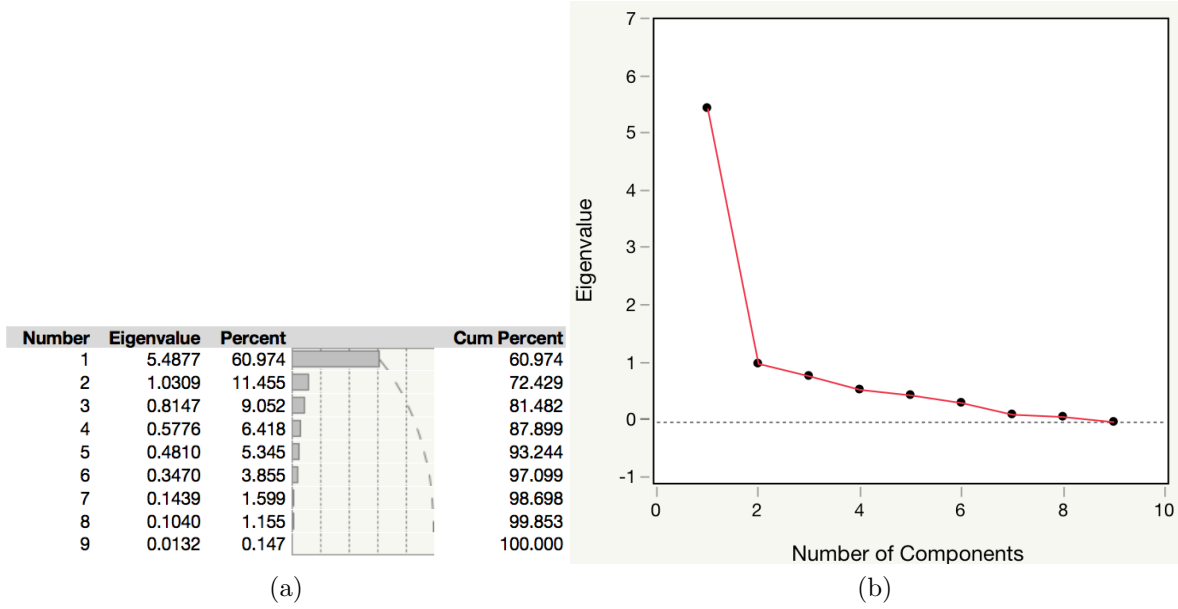 Number Eigenvalue Percent Cum Percent
1 5.4877 60.974 60.974
2 1.0309 11.455 72.429
3 0.8147 9.052 81.482
4 0.5776 6.418 87.899
5 0.4810 5.345 93.244
6 0.3470 3.855 97.099
7 0.1439 1.599 98.698
8 0.1040 1.155 99.853
9 0.0132 0.147 100.000
(a)
7
6
5
4
3
2
1
0
-1
Eigenvalue
0 2 4 6 8 10
Number of Components
(b)